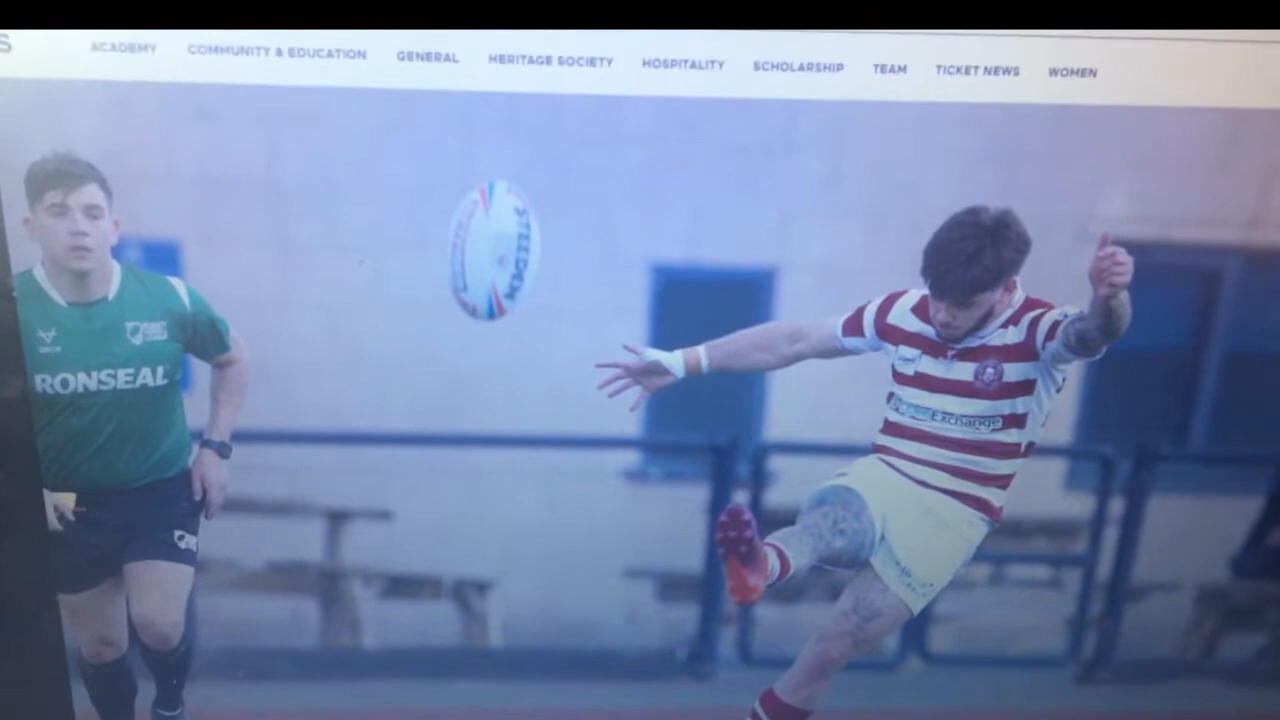 S
ACADEMY
COMMUNITY & EDUCATION
GENERAL
HERITAGE SOCIETY
HOSPITALITY
SCHOLARSHIP
TEAM
TICKET NEWS
WOMEN
STEEDEN
RONSEAL
Exchange